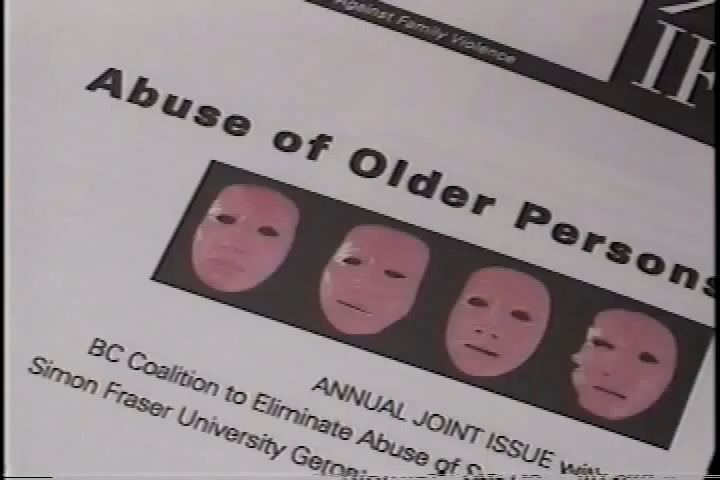 Against Family Violence
IF
Abuse of Older Persons
ANNUAL JOINT ISSUE with
BC Coalition to Eliminate Abuse of
Simon Fraser University